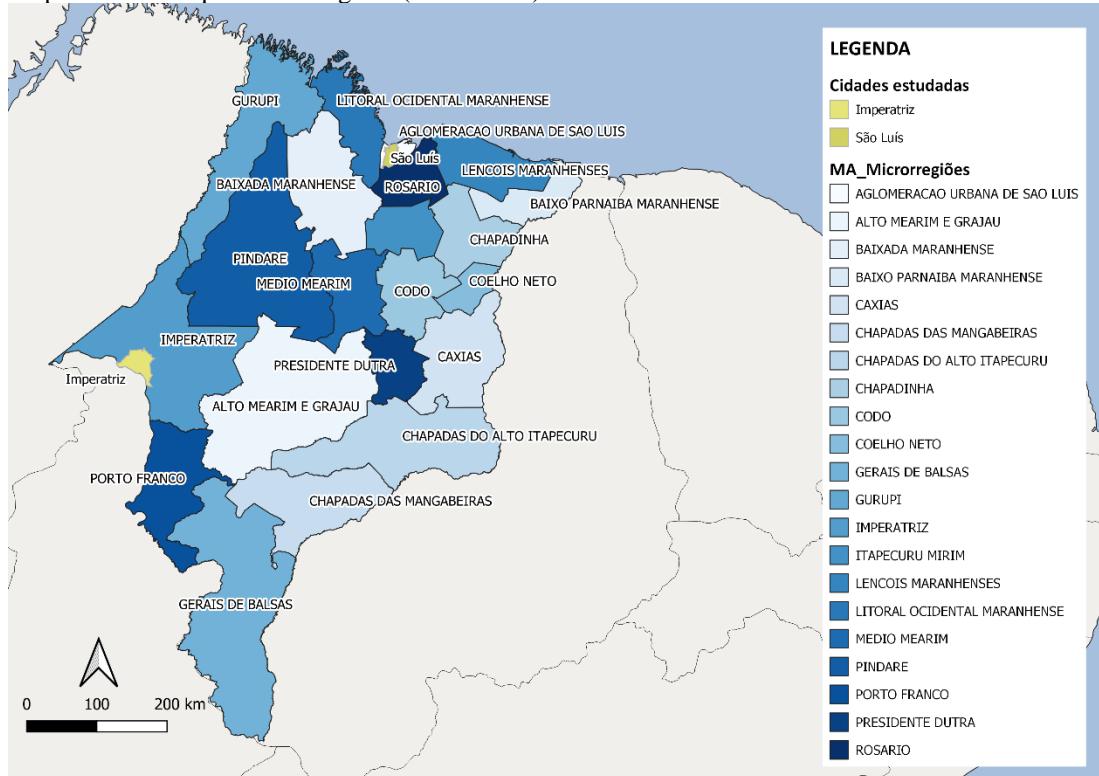 GURUPI
LITORAL OCIDENTAL MARANHENSE
AGLOMERACAO URBANA DE SAO LUIS
São Luís
LENCOIS MARANHENSES
BAIXADA MARANHENSE
ROSARIO
BAIXO PARNAIBA MARANHENSE
CHAPADINHA
PINDARE
MEDIO MEARIM
COELHO NETO
CODO
IMPERATRIZ
PRESIDENTE DUTRA
CAXIAS
Imperatriz
ALTO MEARIM E GRAJAU
CHAPADAS DO ALTO ITAPECURU
PORTO FRANCO
CHAPADAS DAS MANGABEIRAS
GERAIS DE BALSAS
0 100 200 km
LEGENDA
Cidades estudadas
Imperatriz
São Luís
MA_Microrregiões
AGLOMERACAO URBANA DE SAO LUIS
ALTO MEARIM E GRAJAU
BAIXADA MARANHENSE
BAIXO PARNAIBA MARANHENSE
CAXIAS
CHAPADAS DAS MANGABEIRAS
CHAPADAS DO ALTO ITAPECURU
CHAPADINHA
CODO
COELHO NETO
GERAIS DE BALSAS
GURUPI
IMPERATRIZ
ITAPECURU MIRIM
LENCOIS MARANHENSES
LITORAL OCIDENTAL MARANHENSE
MEDIO MEARIM
PINDARE
PORTO FRANCO
PRESIDENTE DUTRA
ROSARIO